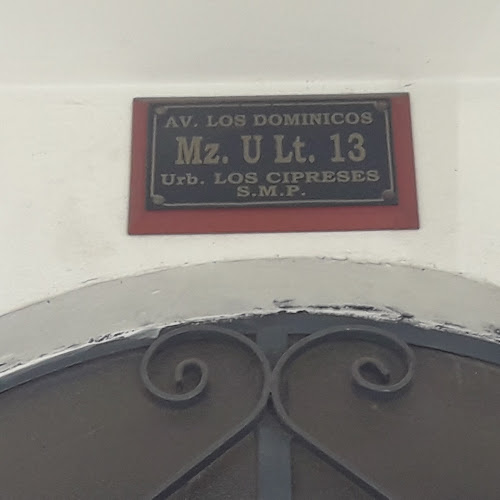 AV. LOS DOMINICOS
Mz. U Lt. 13
Urb. LOS CIPRESES
S.M.P.